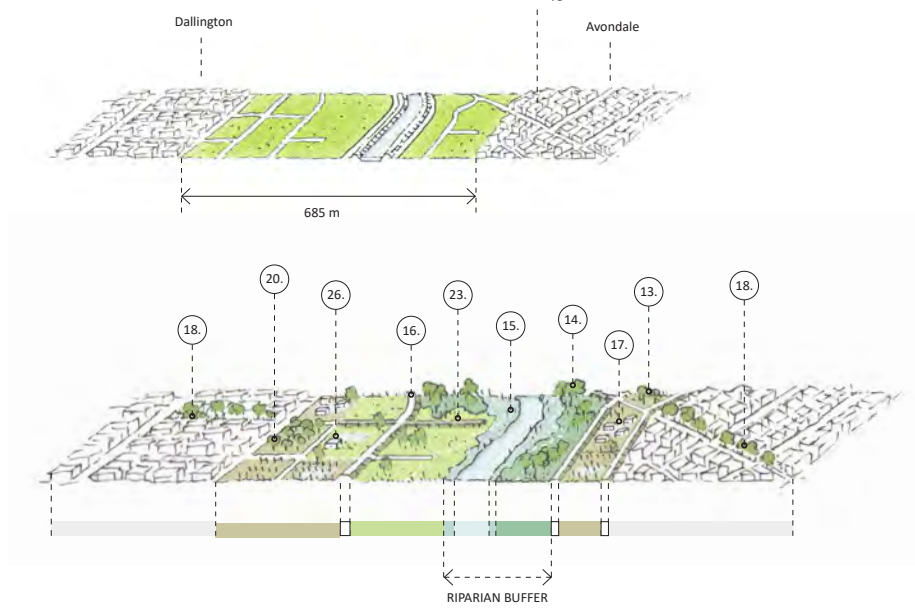 Dallington
Avondale
685 m
18.
20.
26.
16.
23.
15.
14.
17.
13.
18.
RIPARIAN BUFFER